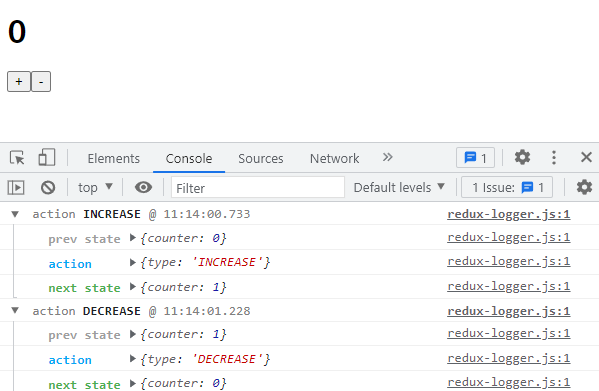 0
+ -
Elements Console Sources Network » 1
top Filter Default levels 1 Issue: 1
action INCREASE @ 11:14:00.733 redux-logger.js:1
prev state {counter: 0} redux-logger.js:1
action {type: 'INCREASE'} redux-logger.js:1
next state {counter: 1} redux-logger.js:1
action DECREASE @ 11:14:01.228 redux-logger.js:1
prev state {counter: 1} redux-logger.js:1
action {type: 'DECREASE'} redux-logger.js:1
next state {counter: 0} redux-logger.js:1